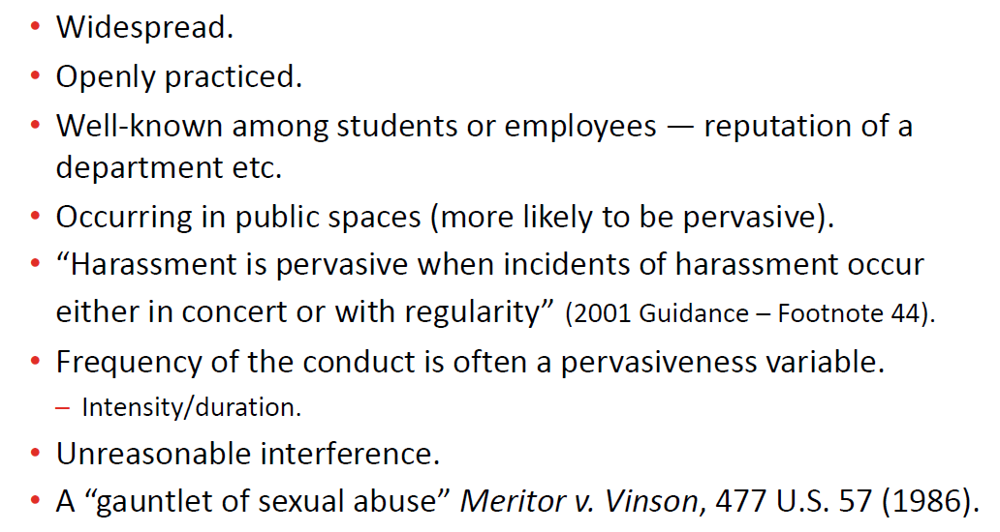 • Widespread.
• Openly practiced.
• Well-known among students or employees — reputation of a
department etc.
• Occurring in public spaces (more likely to be pervasive).
• “Harassment is pervasive when incidents of harassment occur
either in concert or with regularity” (2001 Guidance – Footnote 44).
• Frequency of the conduct is often a pervasiveness variable.
– Intensity/duration.
• Unreasonable interference.
• A “gauntlet of sexual abuse” Meritor v. Vinson, 477 U.S. 57 (1986).